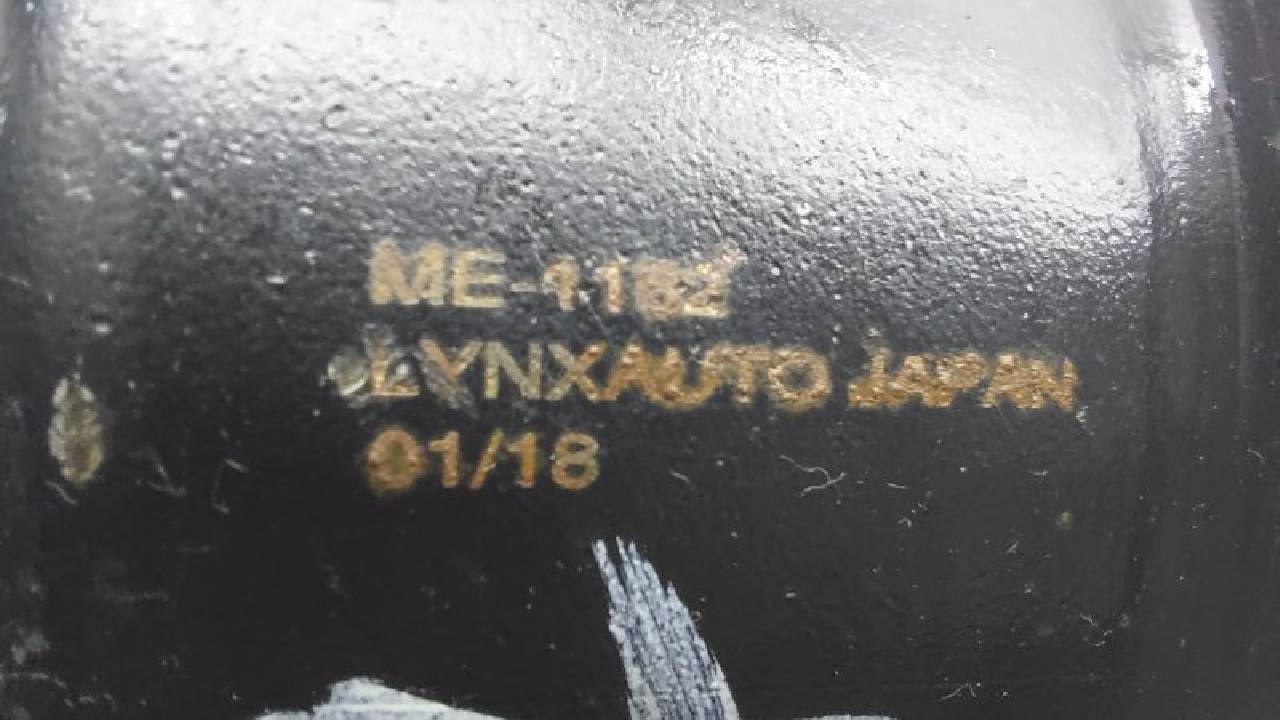 ME-1182
LYNXAUTO JAPAN
01/18